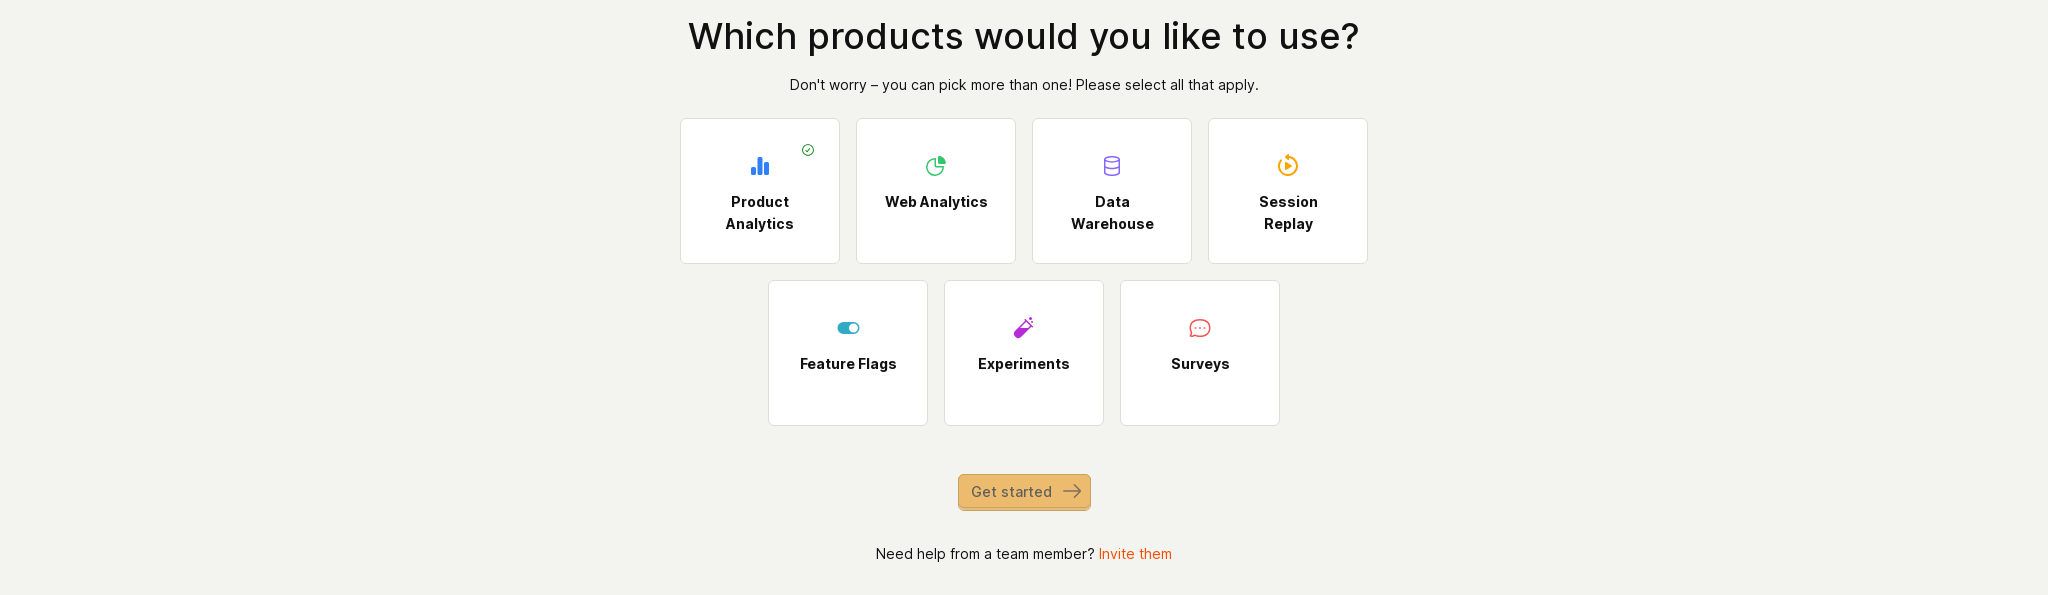 Which products would you like to use?
Don't worry – you can pick more than one! Please select all that apply.
Product
Analytics
Web Analytics
Data
Warehouse
Session
Replay
Feature Flags
Experiments
Surveys
Get started
Need help from a team member? Invite them